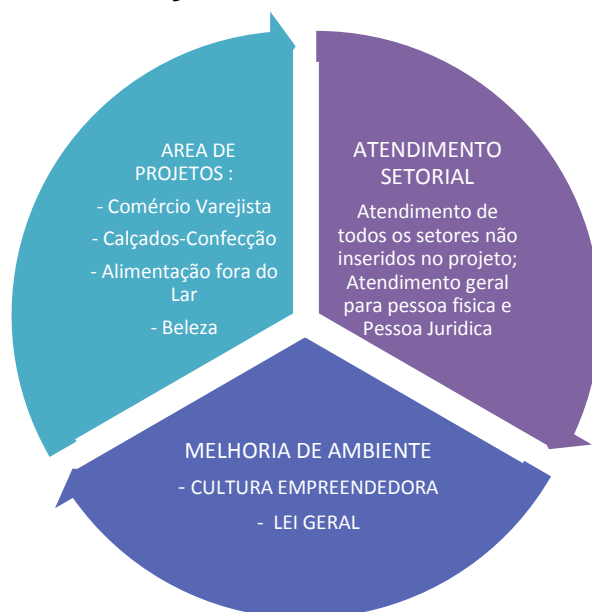 AREA DE
PROJETOS :
- Comércio Varejista
- Calçados-Confecção
- Alimentação fora do
Lar
- Beleza
ATENDIMENTO
SETORIAL
Atendimento de
todos os setores não
inseridos no projeto;
Atendimento geral
para pessoa fisica e
Pessoa Juridica
MELHORIA DE AMBIENTE
- CULTURA EMPREENDEDORA
- LEI GERAL